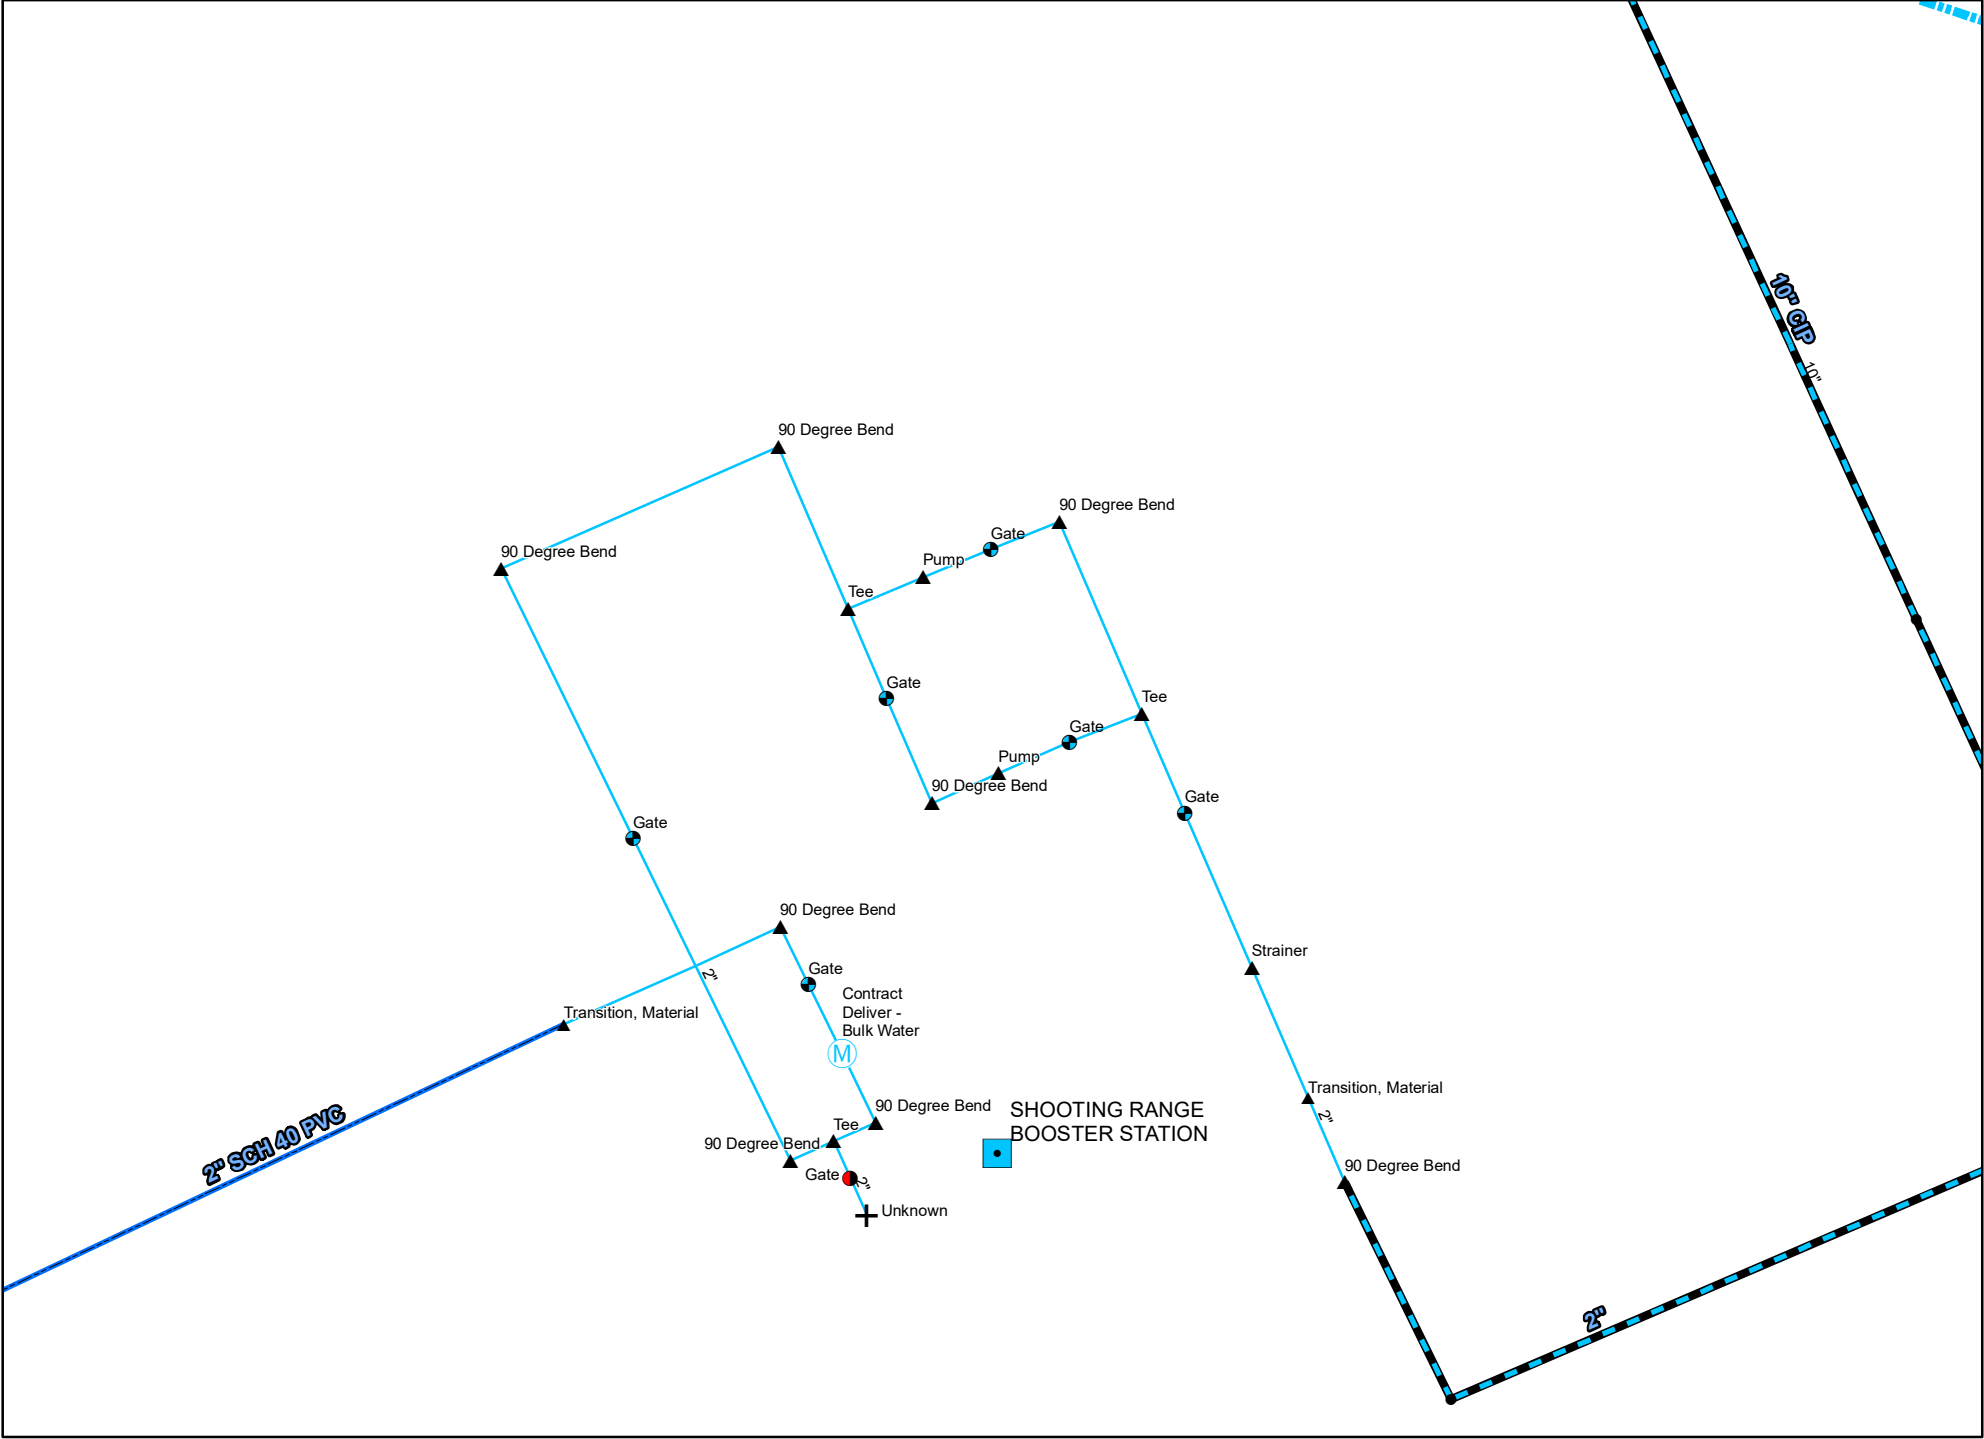 10" CIP
10"
90 Degree Bend
90 Degree Bend
Gate
90 Degree Bend
Pump
Tee
Gate
Tee
Gate
Pump
90 Degree Bend
Gate
Gate
90 Degree Bend
Strainer
Gate
2"
Contract
Deliver -
Bulk Water
M
Transition, Material
Transition, Material
2"
90 Degree Bend
SHOOTING RANGE
BOOSTER STATION
Tee
90 Degree Bend
2" SCH 40 PVC
90 Degree Bend
Gate
2"
Unknown
2"